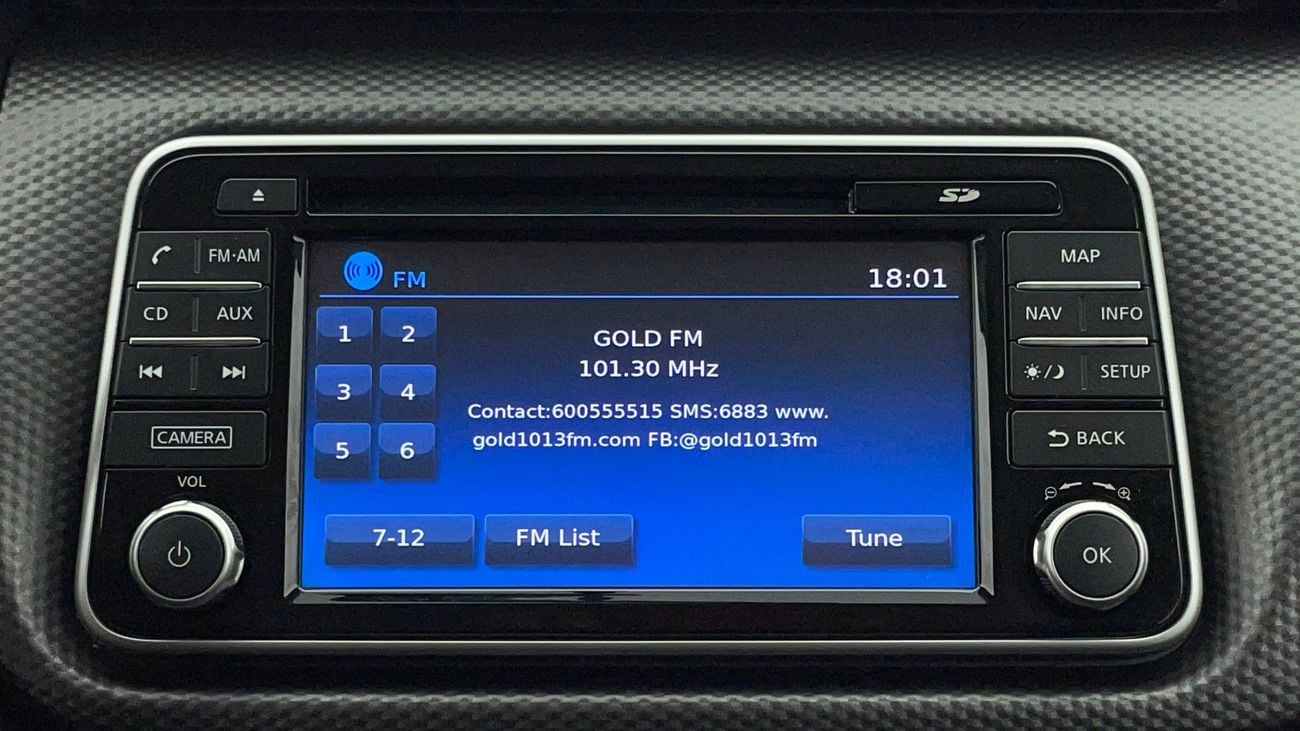 SD
FM·AM
MAP
FM
18:01
CD
AUX
NAV
INFO
1
2
GOLD FM
101.30 MHz
SETUP
3
4
Contact:600555515 SMS:6883 www.
gold1013fm.com FB:@gold1013fm
CAMERA
5
6
BACK
VOL
7-12
FM List
Tune
OK